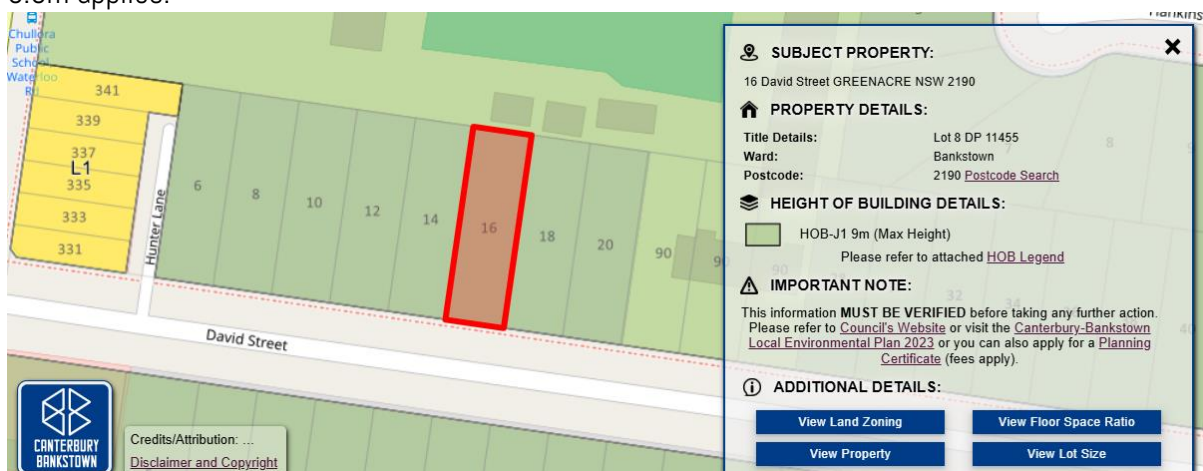 Chullora
Public
School
Waterloo
Rd
341
339
337
L1
335
333
331
Hunter Lane
6
8
10
12
14
16
18
20
90
90
David Street
CANTERBURY
BANKSTOWN
Credits/Attribution: ...
Disclaimer and Copyright
SUBJECT PROPERTY:
16 David Street GREENACRE NSW 2190
PROPERTY DETAILS:
Title Details: Lot 8 DP 11455
Ward: Bankstown
Postcode: 2190 Postcode Search
HEIGHT OF BUILDING DETAILS:
HOB-J1 9m (Max Height)
Please refer to attached HOB Legend
IMPORTANT NOTE:
This information MUST BE VERIFIED before taking any further action.
Please refer to Council's Website or visit the Canterbury-Bankstown
Local Environmental Plan 2023 or you can also apply for a Planning
Certificate (fees apply).
ADDITIONAL DETAILS:
View Land Zoning
View Floor Space Ratio
View Property
View Lot Size
8
32
34